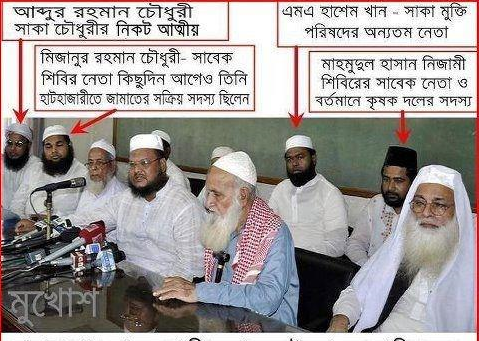 আব্দুর রহমান চৌধুরী
সাকা চৌধুরীর নিকট আত্মীয়
মিজানুর রহমান চৌধুরী- সাবেক
শিবির নেতা কিছুদিন আগেও তিনি
হাটহাজারীতে জামাতের সক্রিয় সদস্য ছিলেন
এমএ হাশেম খান - সাকা মুক্তি
পরিষদের অন্যতম নেতা
মাহমুদুল হাসান নিজামী
শিবিরের সাবেক নেতা ও
বর্তমানে কৃষক দলের সদস্য
মুখোশ